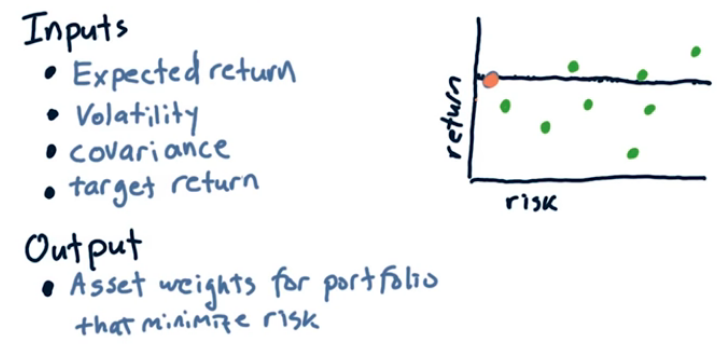 Inputs
• Expected return
• Volatility
• covariance
• target return
return
risk
Output
• Asset weights for portfolio
that minimize risk